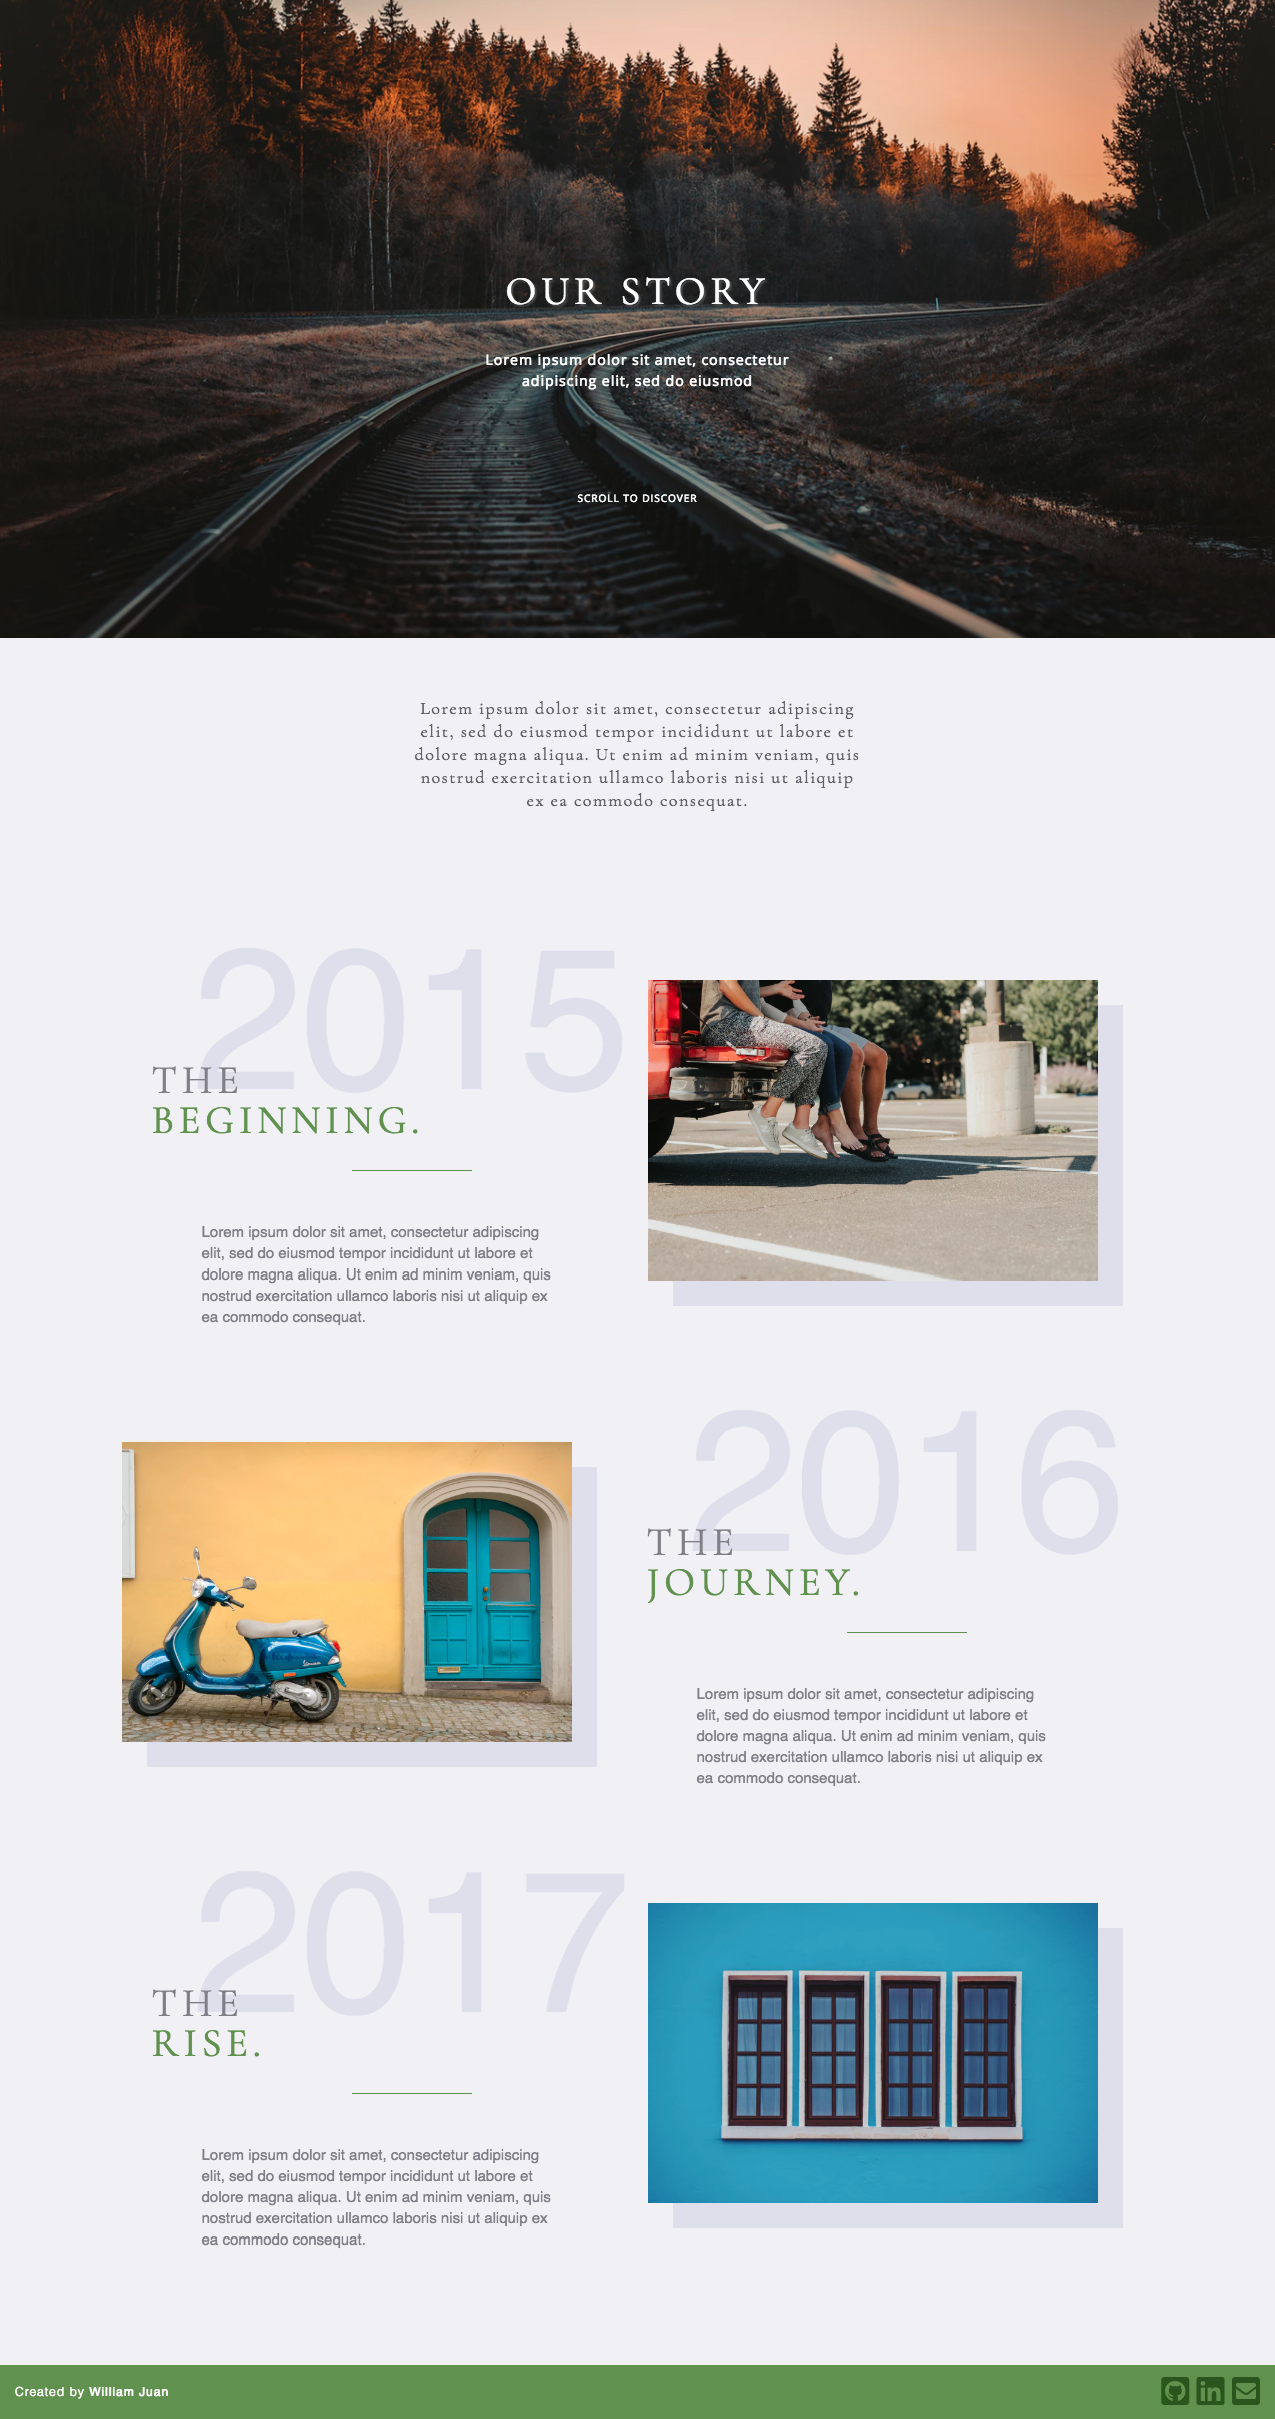 OUR STORY
Lorem ipsum dolor sit amet, consectetur
adipiscing elit, sed do eiusmod
SCROLL TO DISCOVER
Lorem ipsum dolor sit amet, consectetur adipiscing
elit, sed do eiusmod tempor incididunt ut labore et
dolore magna aliqua. Ut enim ad minim veniam, quis
nostrud exercitation ullamco laboris nisi ut aliquip
ex ea commodo consequat.
2015
THE
BEGINNING.
Lorem ipsum dolor sit amet, consectetur adipiscing
elit, sed do eiusmod tempor incididunt ut labore et
dolore magna aliqua. Ut enim ad minim veniam, quis
nostrud exercitation ullamco laboris nisi ut aliquip ex
ea commodo consequat.
2016
THE
JOURNEY.
Lorem ipsum dolor sit amet, consectetur adipiscing
elit, sed do eiusmod tempor incididunt ut labore et
dolore magna aliqua. Ut enim ad minim veniam, quis
nostrud exercitation ullamco laboris nisi ut aliquip ex
ea commodo consequat.
2017
THE
RISE.
Lorem ipsum dolor sit amet, consectetur adipiscing
elit, sed do eiusmod tempor incididunt ut labore et
dolore magna aliqua. Ut enim ad minim veniam, quis
nostrud exercitation ullamco laboris nisi ut aliquip ex
ea commodo consequat.
Created by William Juan
in